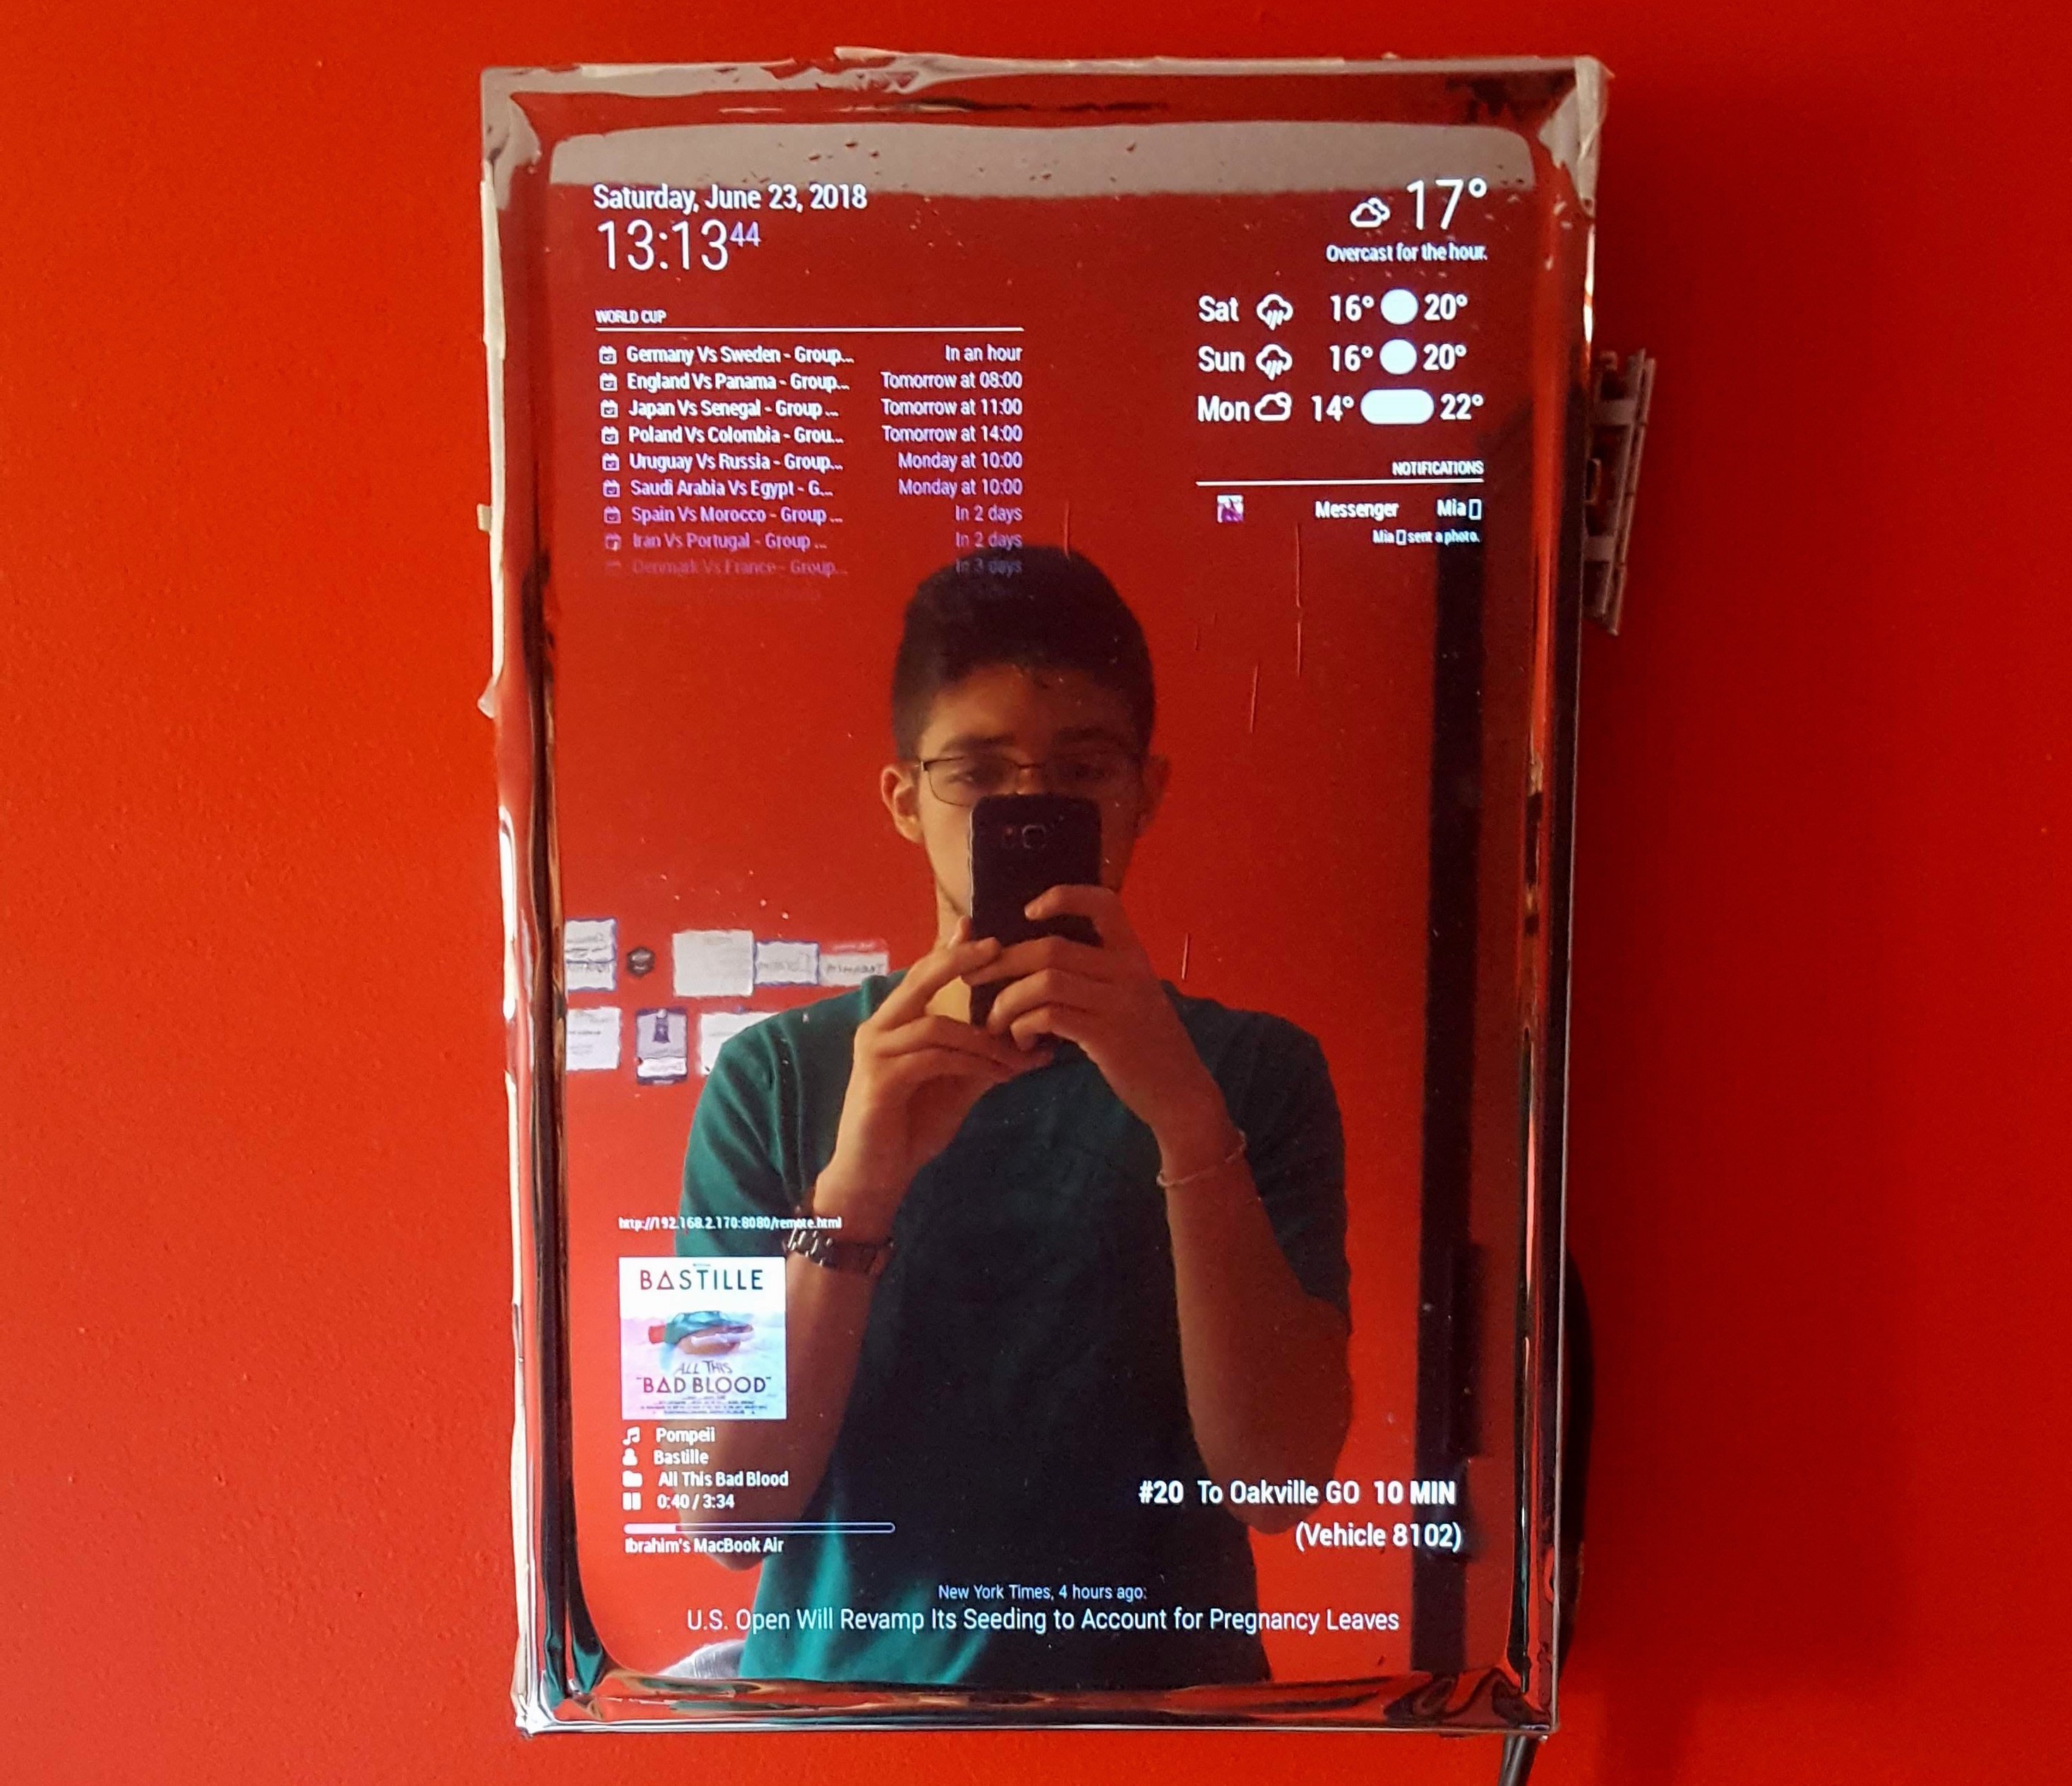 Saturday, June 23, 2018
13:13 44
WORLD CUP
Germany Vs Sweden - Group... In an hour
England Vs Panama - Group... Tomorrow at 08:00
Japan Vs Senegal - Group ... Tomorrow at 11:00
Poland Vs Colombia - Grou... Tomorrow at 14:00
Uruguay Vs Russia - Group... Monday at 10:00
Saudi Arabia Vs Egypt - G... Monday at 10:00
Spain Vs Morocco - Group ... In 2 days
Iran Vs Portugal - Group ... In 2 days
Denmark Vs France - Group... In 3 days
17°
Overcast for the hour.
Sat 16° 20°
Sun 16° 20°
Mon 14° 22°
NOTIFICATIONS
Messenger Mia
Mia sent a photo.
http://192.168.2.170:8080/remote.html
BASTILLE
ALL THIS
"BAD BLOOD"
Pompeii
Bastille
All This Bad Blood
0:40 / 3:34
Ibrahim's MacBook Air
#20 To Oakville GO 10 MIN
(Vehicle 8102)
New York Times, 4 hours ago:
U.S. Open Will Revamp Its Seeding to Account for Pregnancy Leaves